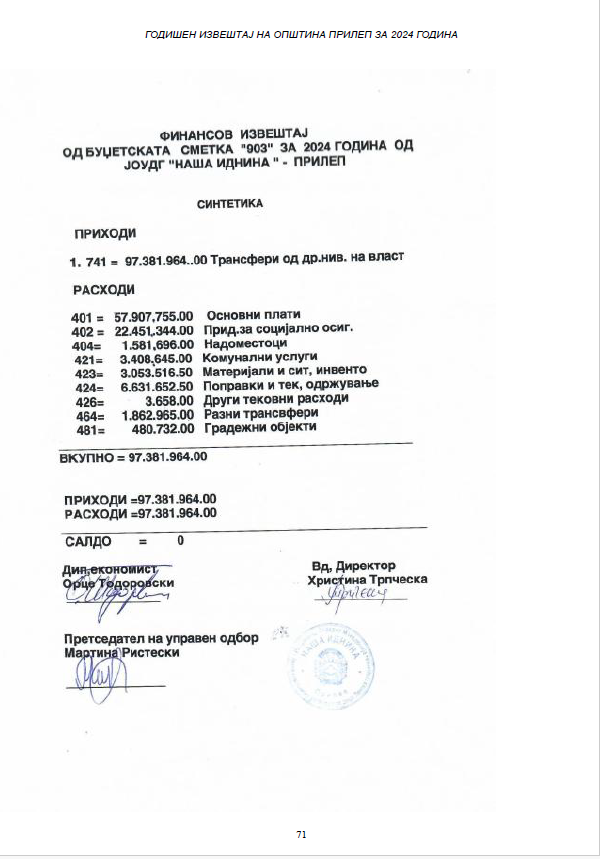 ГОДИШЕН ИЗВЕШТАЈ НА ОПШТИНА ПРИЛЕП ЗА 2024 ГОДИНА
ФИНАНСОВ ИЗВЕШТАЈ
ОД БУЏЕТСКАТА СМЕТКА "903" ЗА 2024 ГОДИНА ОД
ЈОУДГ "НАША ИДНИНА " - ПРИЛЕП
СИНТЕТИКА
ПРИХОДИ
1. 741 = 97.381.964..00 Трансфери од др.нив. на власт
РАСХОДИ
401 = 57.907,755.00 Основни плати
402 = 22.451,344.00 Прид.за социјално осиг.
404= 1.581,696.00 Надоместоци
421= 3.408,645.00 Комунални услуги
423= 3.053.516.50 Материјали и сит, инвенто
424= 6.631.652.50 Поправки и тек, одржување
426= 3.658.00 Други тековни расходи
464= 1.862.965.00 Разни трансвфери
481= 480.732.00 Градежни објекти
ВКУПНО = 97.381.964.00
ПРИХОДИ =97.381.964.00
РАСХОДИ =97.381.964.00
САЛДО = 0
Дип,економист
Орце Тодоровски
Вд, Директор
Христина Трпческа
Претседател на управен одбор
Мартина Ристески
НАША ИДНИНА
71